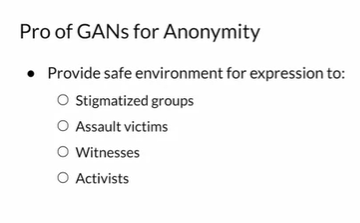 Pro of GANs for Anonymity
● Provide safe environment for expression to:
○ Stigmatized groups
○ Assault victims
○ Witnesses
○ Activists